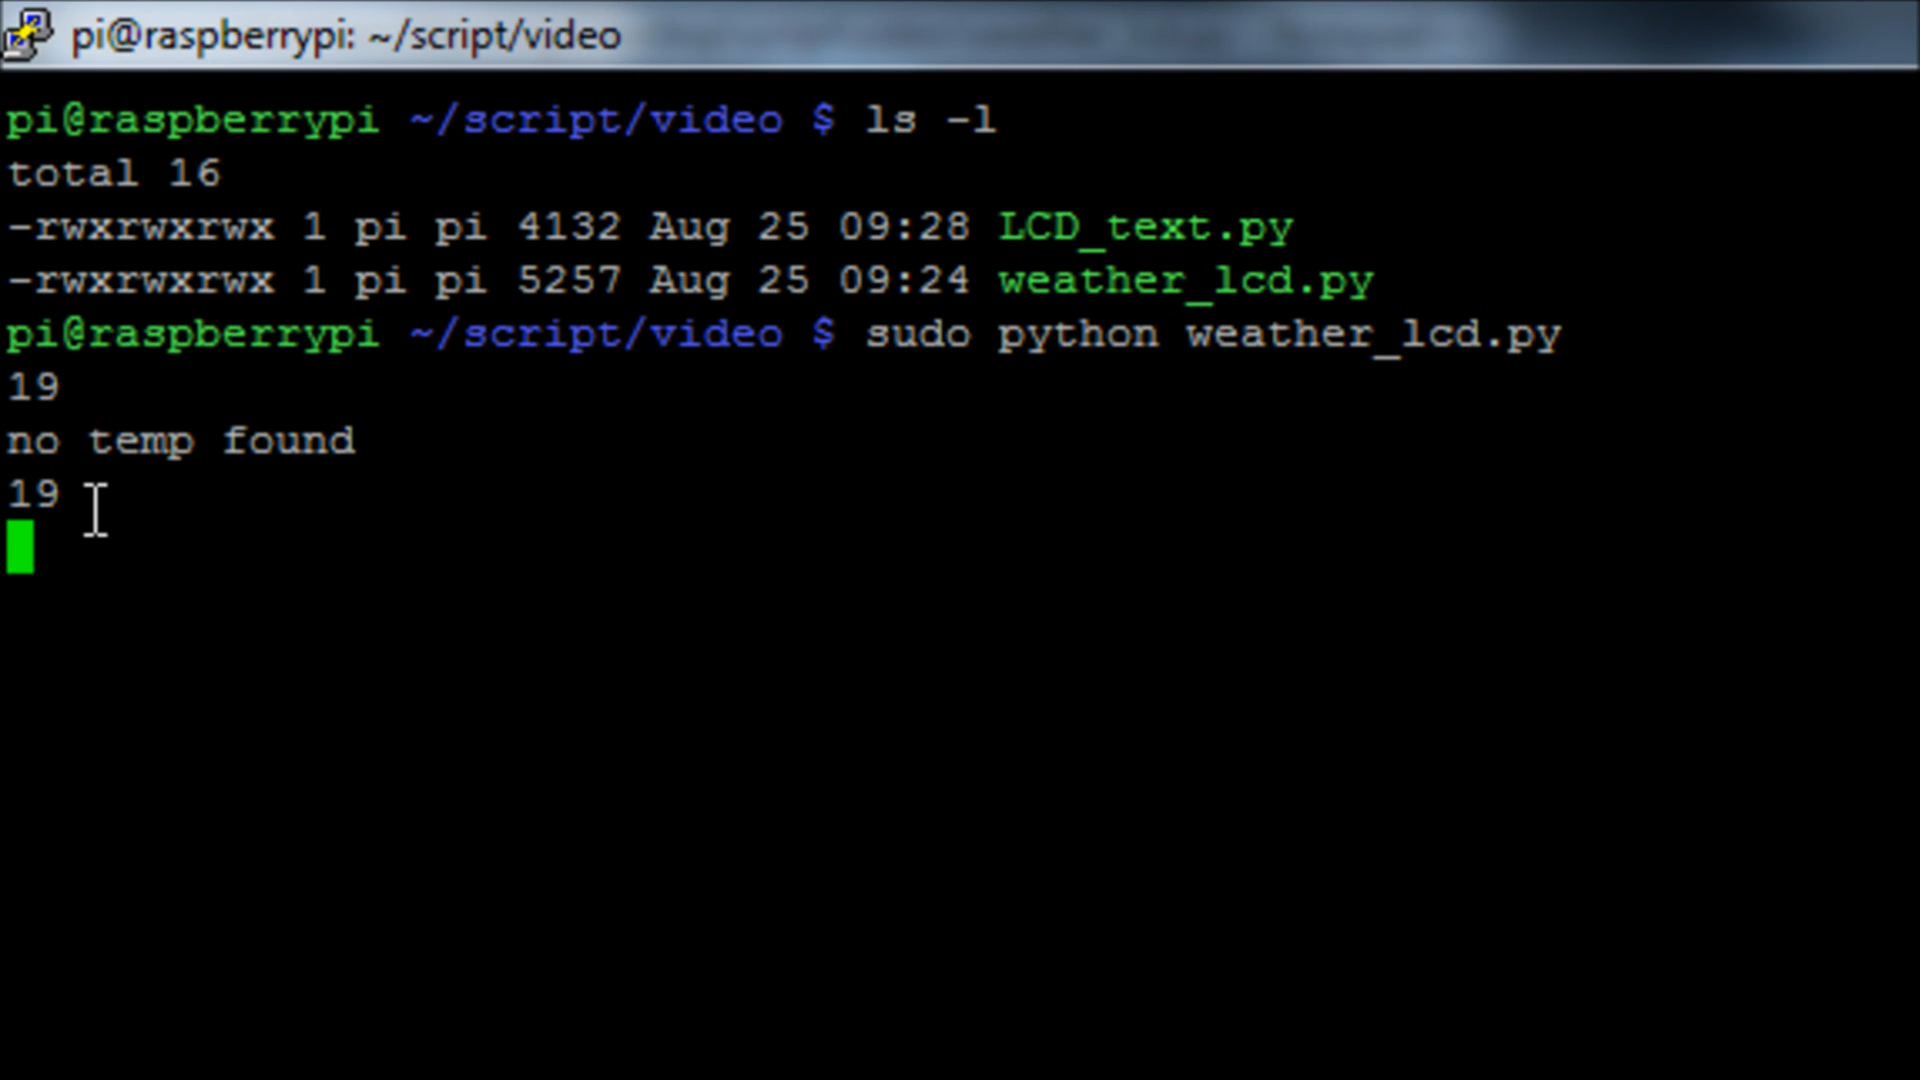 pi@raspberrypi: ~/script/video
pi@raspberrypi ~/script/video $ ls -l
total 16
-rwxrwxrwx 1 pi pi 4132 Aug 25 09:28 LCD_text.py
-rwxrwxrwx 1 pi pi 5257 Aug 25 09:24 weather_lcd.py
pi@raspberrypi ~/script/video $ sudo python weather_lcd.py
19
no temp found
19